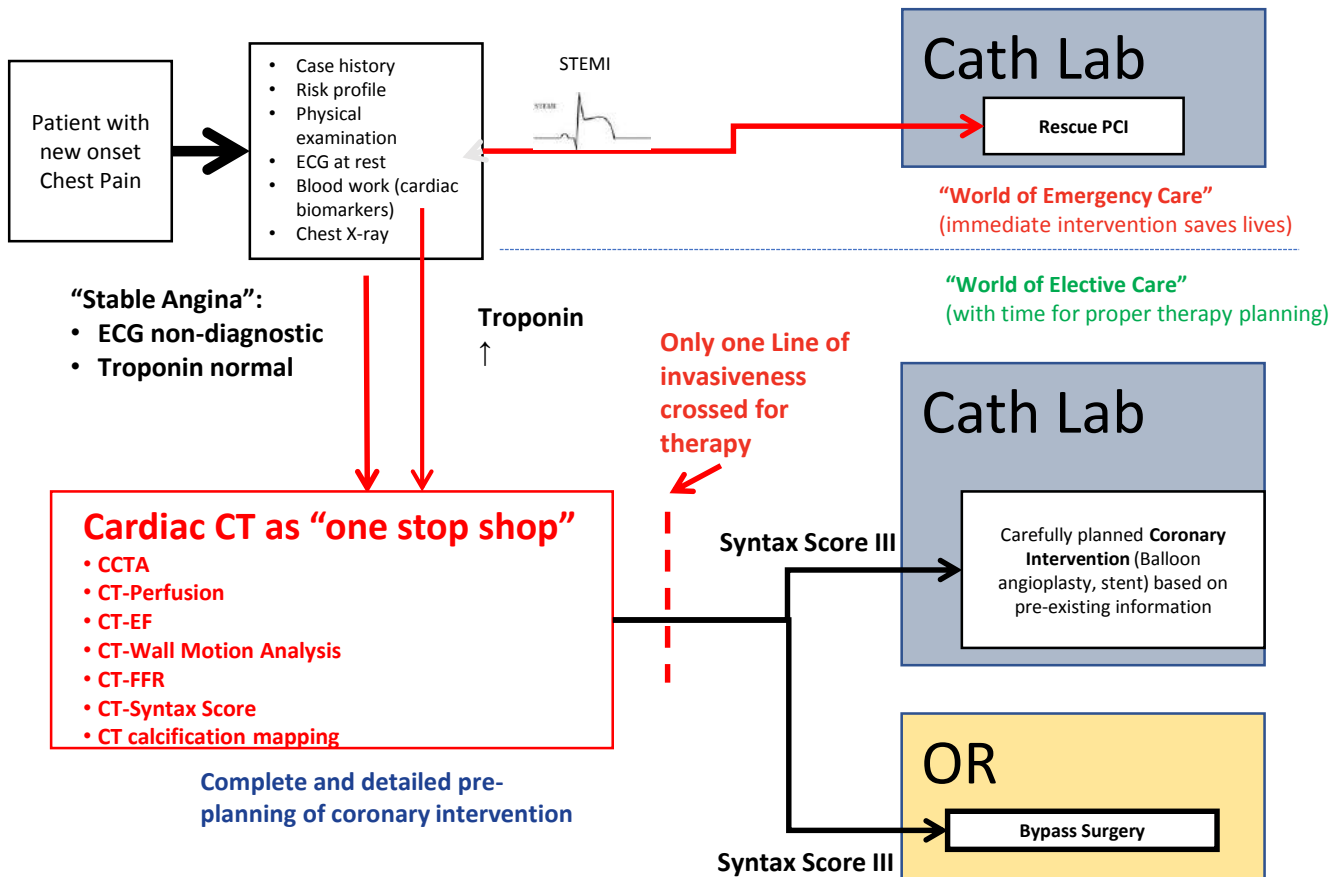 Patient with
new onset
Chest Pain
• Case history
• Risk profile
• Physical
examination
• ECG at rest
• Blood work (cardiac
biomarkers)
• Chest X-ray
STEMI
STEMI
Cath Lab
Rescue PCI
“World of Emergency Care”
(immediate intervention saves lives)
“World of Elective Care”
(with time for proper therapy planning)
“Stable Angina”:
• ECG non-diagnostic
• Troponin normal
Troponin
↑
Only one Line of
invasiveness
crossed for
therapy
Cardiac CT as “one stop shop”
• CCTA
• CT-Perfusion
• CT-EF
• CT-Wall Motion Analysis
• CT-FFR
• CT-Syntax Score
• CT calcification mapping
Complete and detailed pre-
planning of coronary intervention
Syntax Score III
Cath Lab
Carefully planned Coronary
Intervention (Balloon
angioplasty, stent) based on
pre-existing information
OR
Bypass Surgery
Syntax Score III